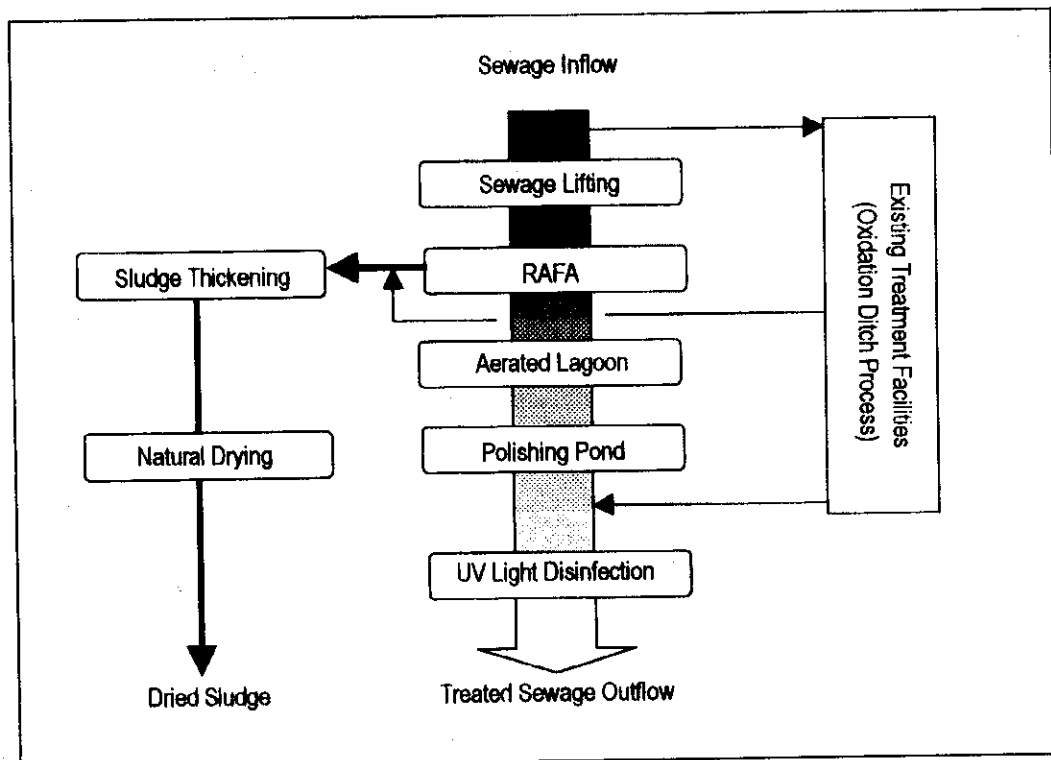 Sewage Inflow
Sewage Lifting
RAFA
Sludge Thickening
Aerated Lagoon
Natural Drying
Polishing Pond
UV Light Disinfection
Dried Sludge
Treated Sewage Outflow
Existing Treatment Facilities
(Oxidation Ditch Process)